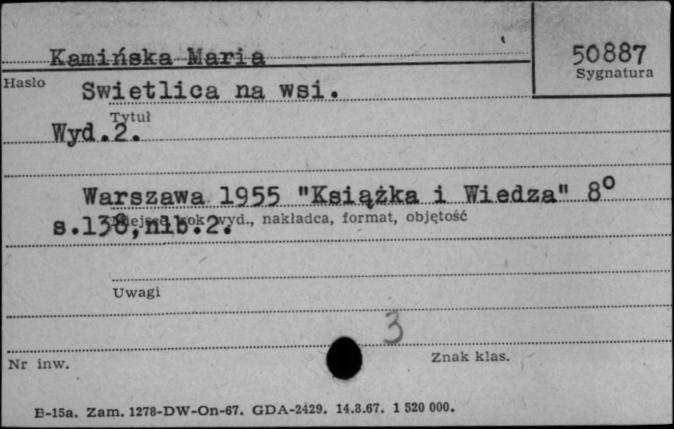 Kamińska Maria
50887
Hasło
Sygnatura
Swietlica na wsi.
Tytuł
Wyd.2.
Warszawa 1955 "Książka i Wiedza" 8°
Miejsce, rok wyd., nakładca, format, objętość
s.138,nlb.2.
Uwagi
3
Nr inw.
Znak klas.
E-15a. Zam. 1278-DW-On-67. GDA-2429. 14.8.67. 1 520 000.